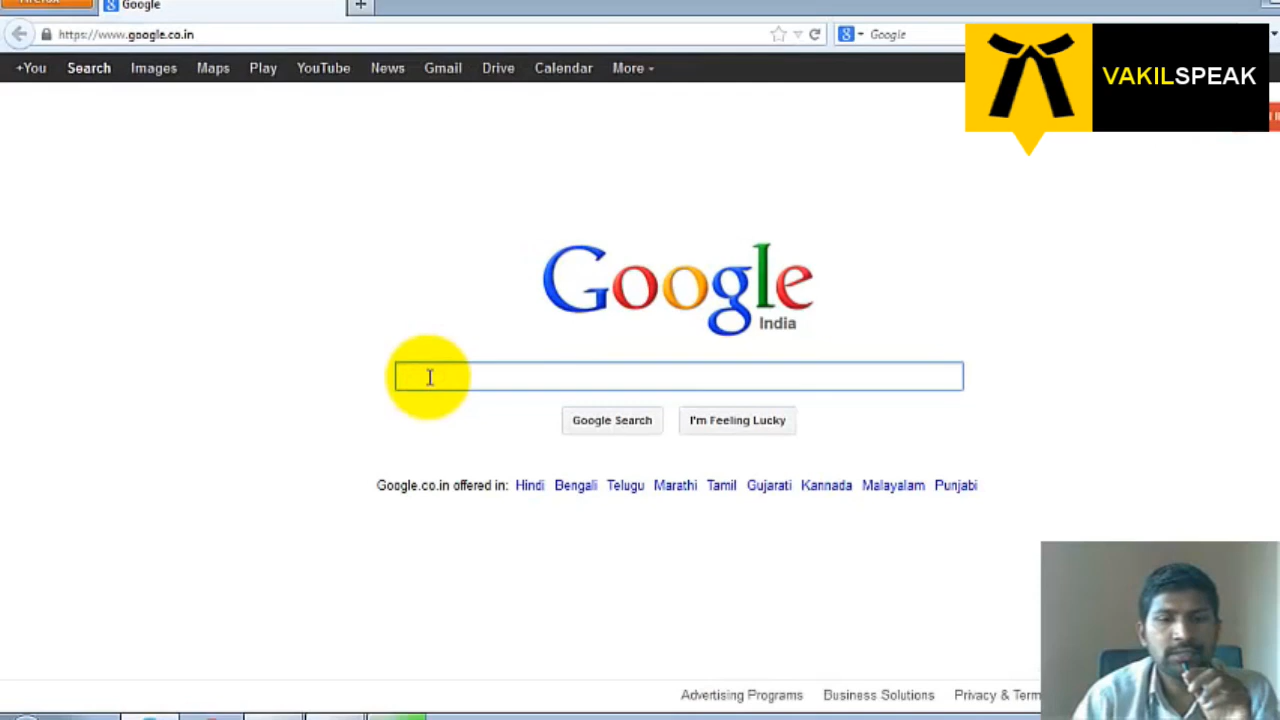 Google
https://www.google.co.in
Google
+You Search Images Maps Play YouTube News Gmail Drive Calendar More
VAKILSPEAK
Google
India
Google Search I'm Feeling Lucky
Google.co.in offered in: Hindi Bengali Telugu Marathi Tamil Gujarati Kannada Malayalam Punjabi
Advertising Programs Business Solutions Privacy &